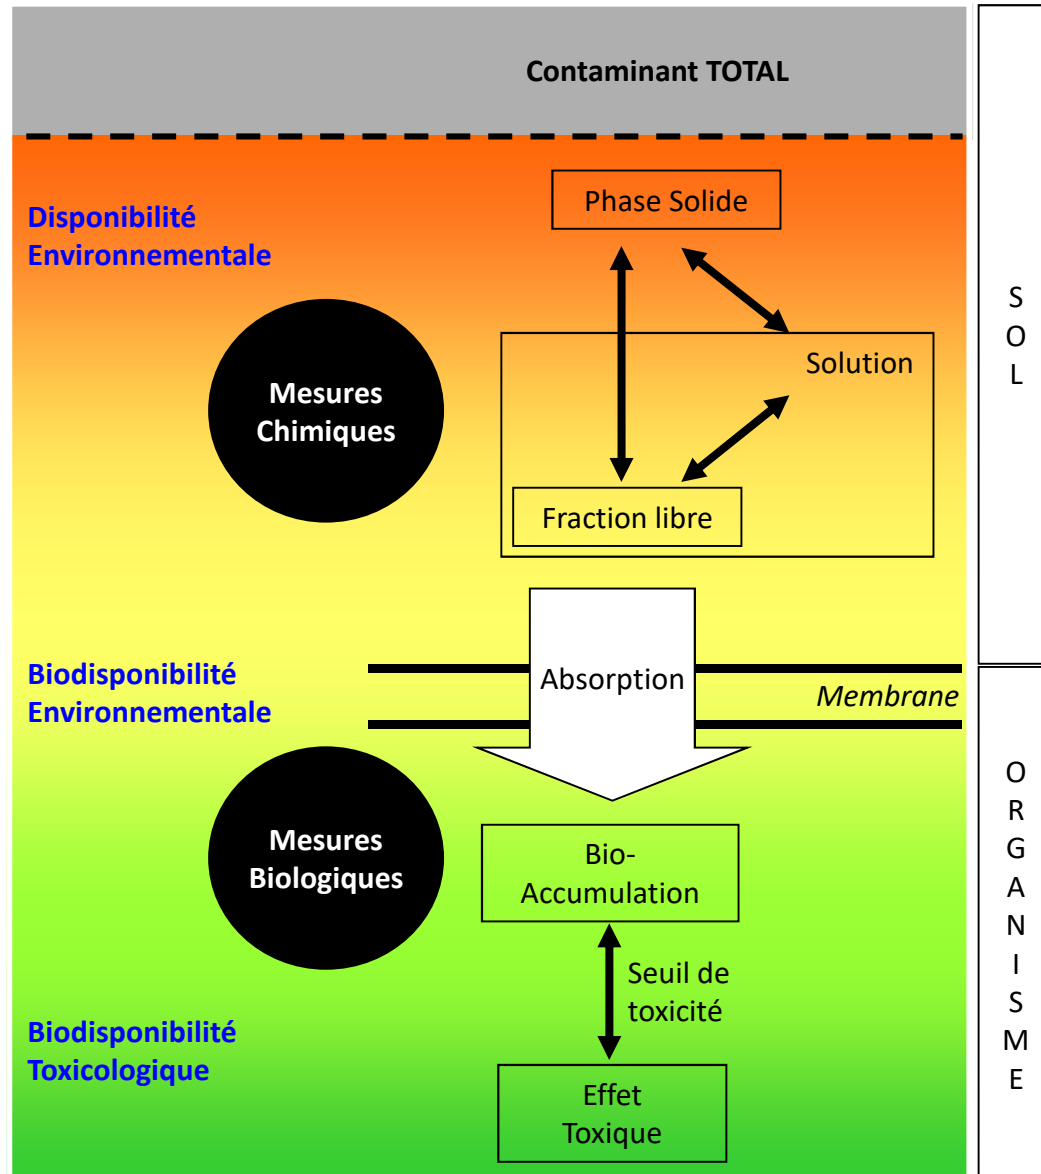 Contaminant TOTAL
Disponibilité
Environnementale
Phase Solide
Solution
Mesures
Chimiques
Fraction libre
Biodisponibilité
Environnementale
Absorption
Membrane
Mesures
Biologiques
Bio-
Accumulation
Seuil de
toxicité
Biodisponibilité
Toxicologique
Effet
Toxique
S
O
L
O
R
G
A
N
I
S
M
E